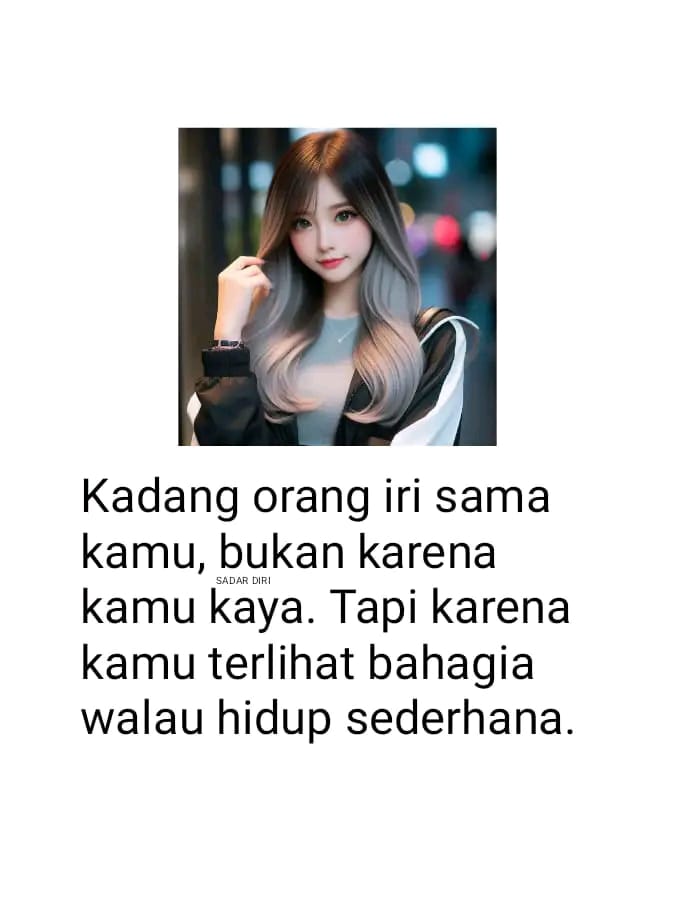 Kadang orang iri sama
kamu, bukan karena
SADAR DIRI
kamu kaya. Tapi karena
kamu terlihat bahagia
walau hidup sederhana.